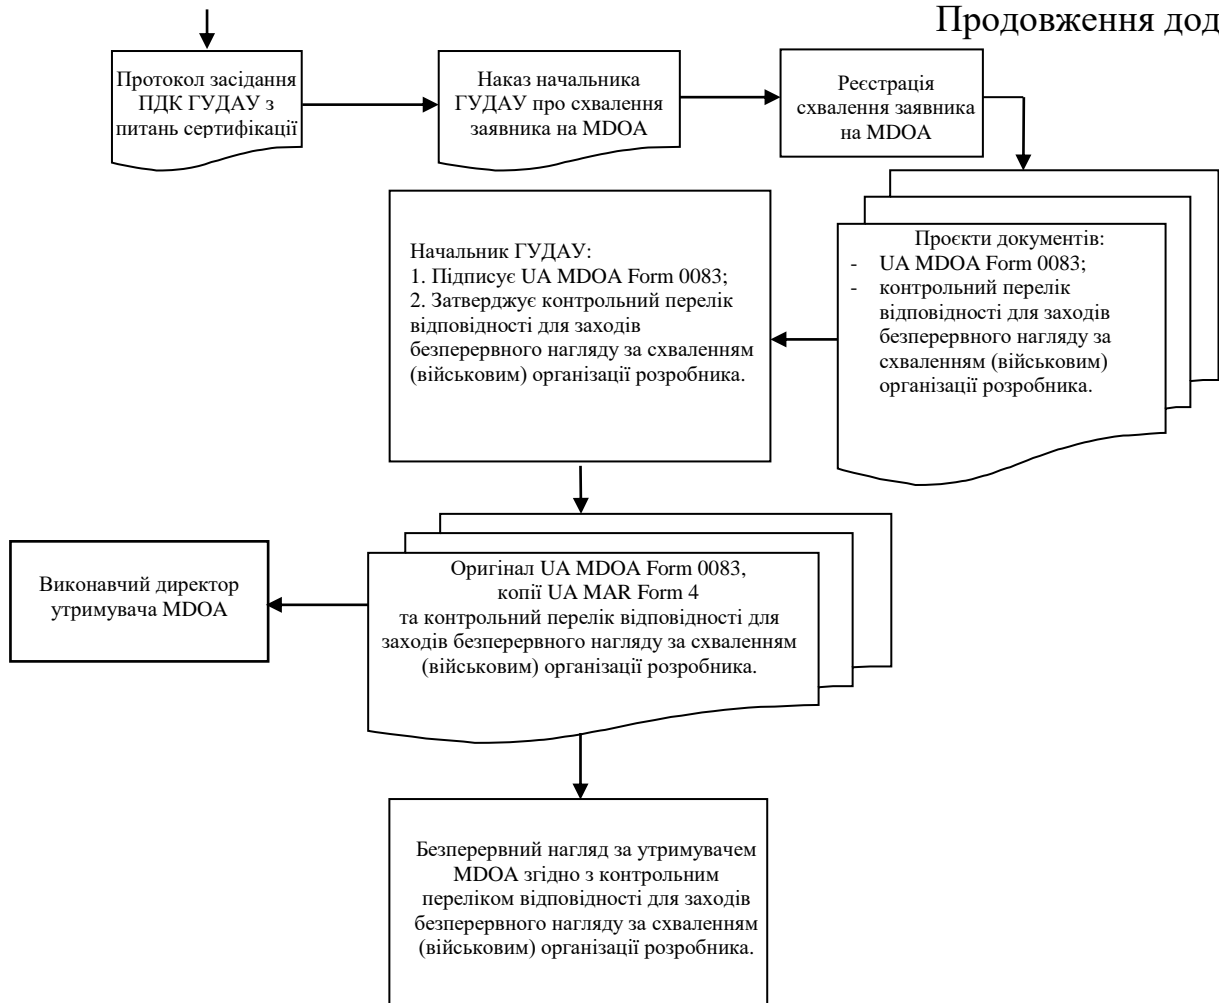 Продовження дод
Протокол засідання
ПДК ГУДАУ з
питань сертифікації
Наказ начальника
ГУДАУ про схвалення
заявника на MDOA
Реєстрація
схвалення заявника
на MDOA
Проєкти документів:
- UA MDOA Form 0083;
- контрольний перелік
відповідності для заходів
безперервного нагляду за
схваленням (військовим)
організації розробника.
Начальник ГУДАУ:
1. Підписує UA MDOA Form 0083;
2. Затверджує контрольний перелік
відповідності для заходів
безперервного нагляду за схваленням
(військовим) організації розробника.
Оригінал UA MDOA Form 0083,
копії UA MAR Form 4
та контрольний перелік відповідності для
заходів безперервного нагляду за схваленням
(військовим) організації розробника.
Виконавчий директор
утримувача MDOA
Безперервний нагляд за утримувачем
MDOA згідно з контрольним
переліком відповідності для заходів
безперервного нагляду за схваленням
(військовим) організації розробника.